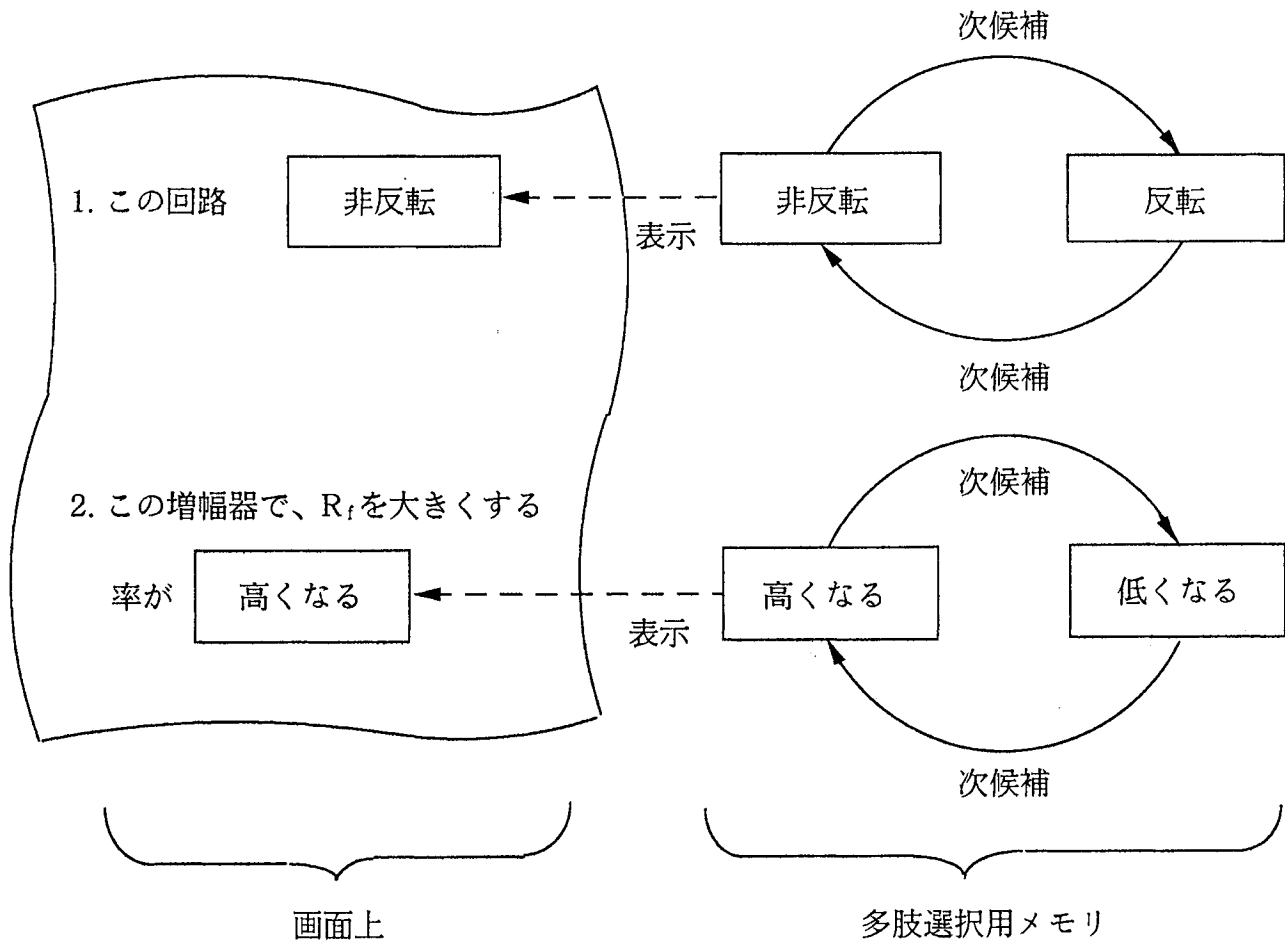 次候補
1. この回路
非反転
表示
非反転
反転
次候補
2. この増幅器で、Rfを大きくする
次候補
率が
高くなる
表示
高くなる
低くなる
次候補
画面上
多肢選択用メモリ